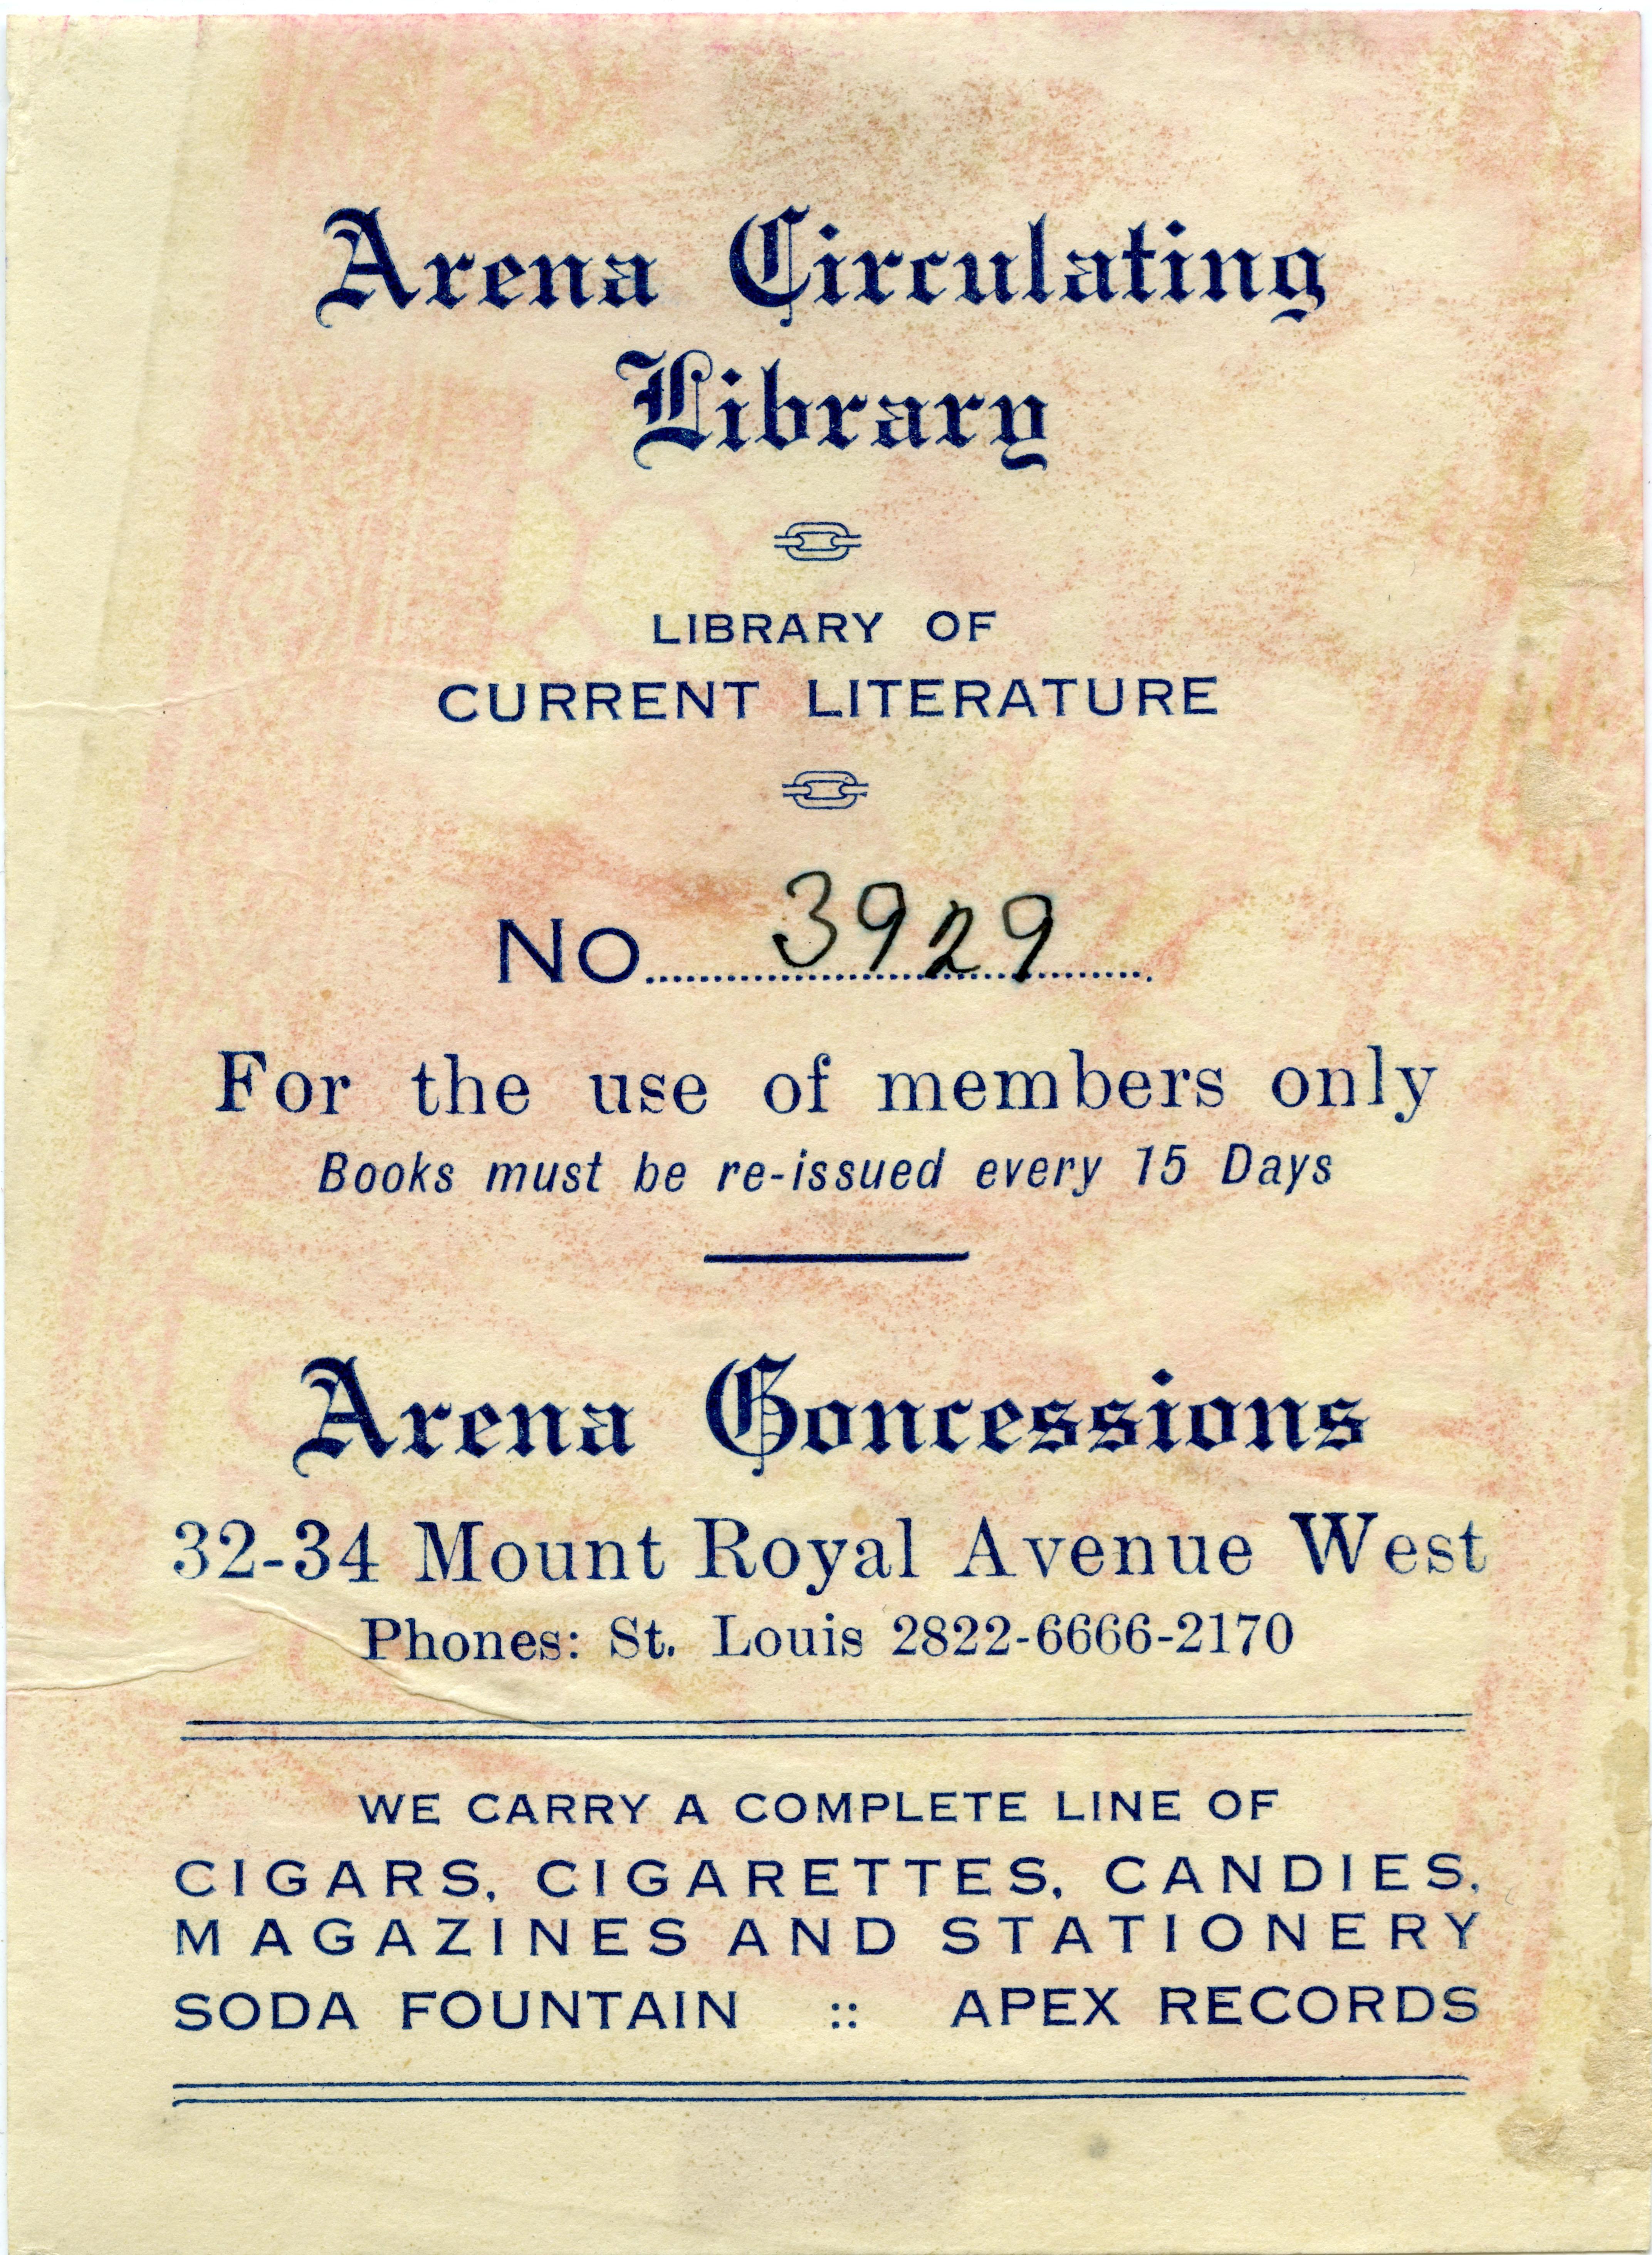 Arena Circulating
Library
LIBRARY OF
CURRENT LITERATURE
No. 3929
For the use of members only
Books must be re-issued every 15 Days
Arena Goncessions
32-34 Mount Royal Avenue West
Phones: St. Louis 2822-6666-2170
WE CARRY A COMPLETE LINE OF
CIGARS, CIGARETTES, CANDIES,
MAGAZINES AND STATIONERY
SODA FOUNTAIN :: APEX RECORDS